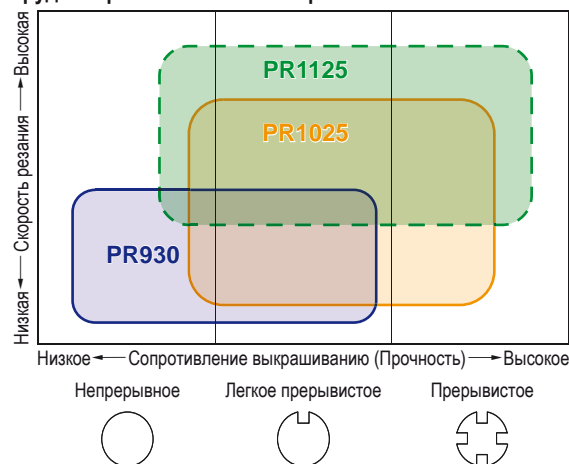 Высокая
Скорость резания
Низкая
PR1125
PR1025
PR930
Низкое
Сопротивление выкрашиванию (Прочность)
Высокое
Непрерывное
Легкое прерывистое
Прерывистое